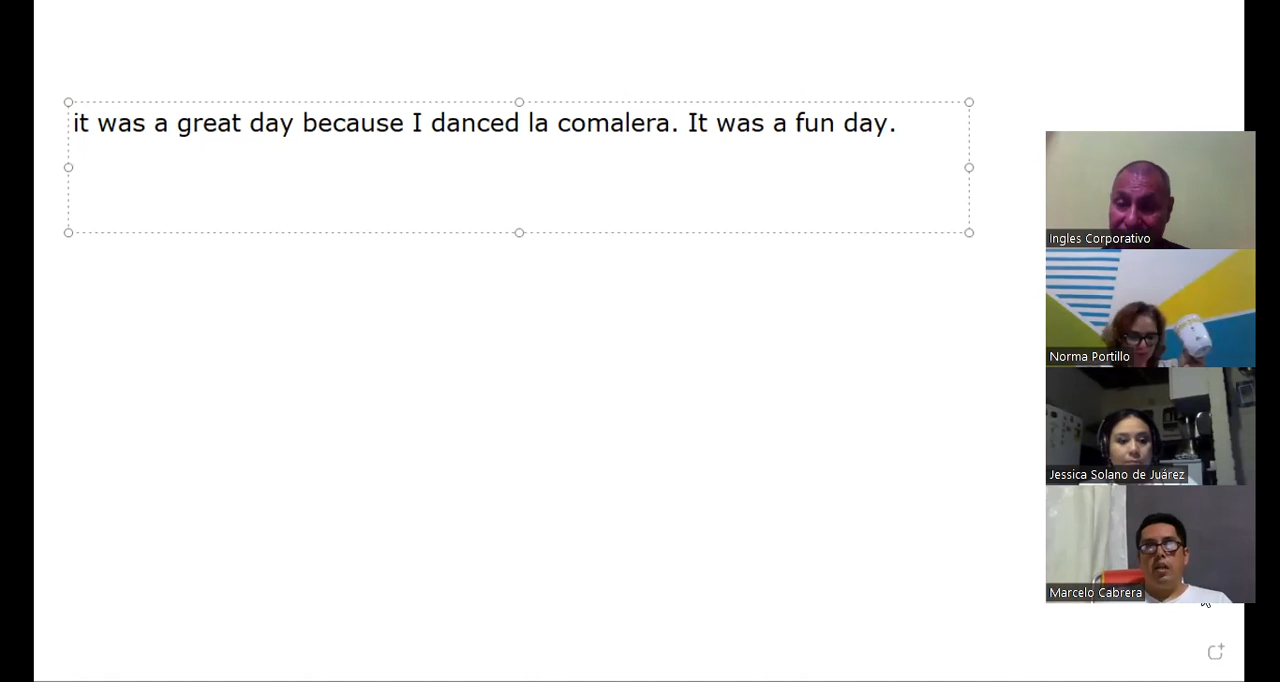 it was a great day because I danced la comalera. It was a fun day.
Ingles Corporativo
Norma Portillo
Jessica Solano de Juárez
Marcelo Cabrera